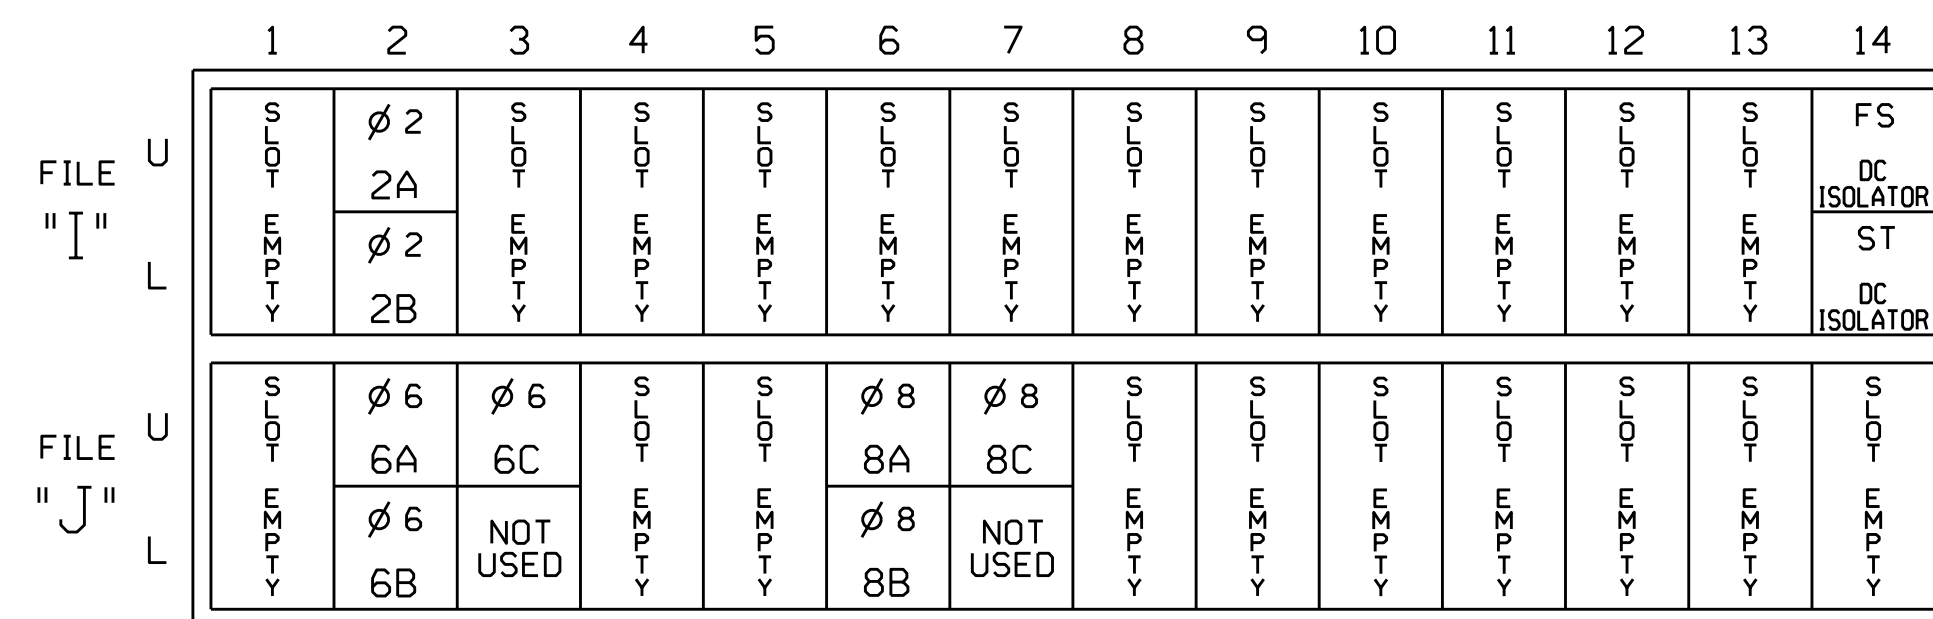 1 2 3 4 5 6 7 8 9 10 11 12 13 14
FILE "I"
U
L
SLOT EMPTY
Ø 2
2A
Ø 2
2B
SLOT EMPTY
SLOT EMPTY
SLOT EMPTY
SLOT EMPTY
SLOT EMPTY
SLOT EMPTY
SLOT EMPTY
SLOT EMPTY
SLOT EMPTY
SLOT EMPTY
SLOT EMPTY
FS
DC
ISOLATOR
ST
DC
ISOLATOR
FILE "J"
U
L
SLOT EMPTY
Ø 6
6A
Ø 6
6B
Ø 6
6C
NOT
USED
SLOT EMPTY
SLOT EMPTY
Ø 8
8A
Ø 8
8B
Ø 8
8C
NOT
USED
SLOT EMPTY
SLOT EMPTY
SLOT EMPTY
SLOT EMPTY
SLOT EMPTY
SLOT EMPTY
SLOT EMPTY